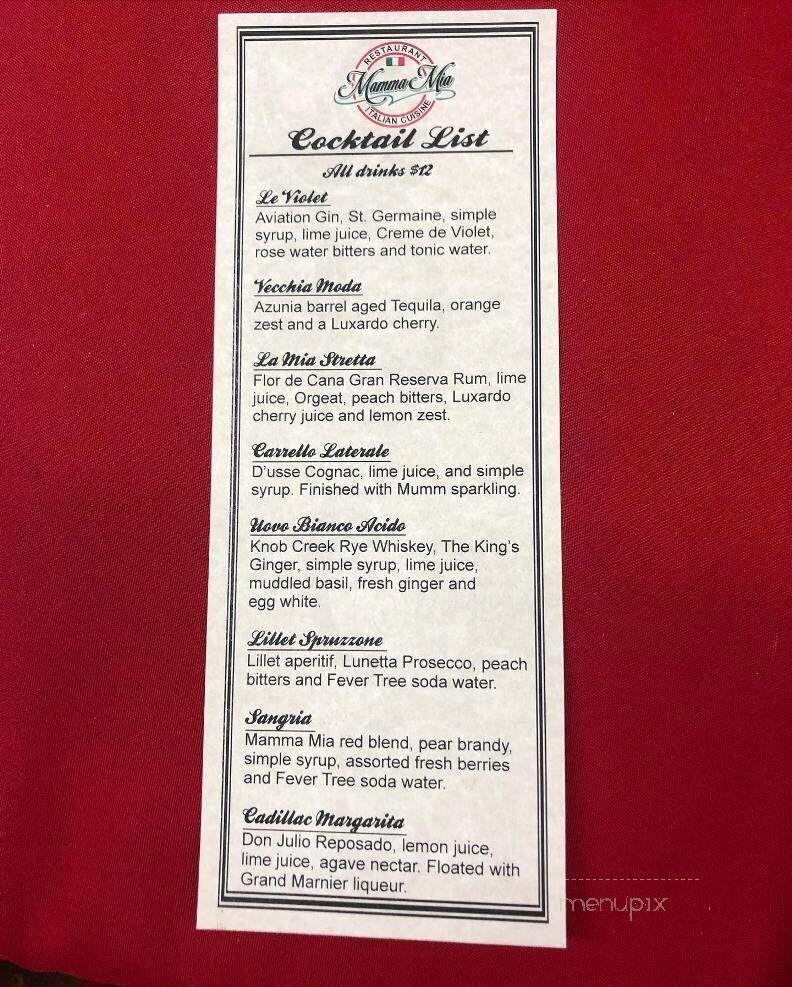 RESTAURANT
Mamma Mia
ITALIAN CUISINE
Cocktail List
All drinks $12
Le Violet
Aviation Gin, St. Germaine, simple
syrup, lime juice, Creme de Violet,
rose water bitters and tonic water.
Vecchia Moda
Azunia barrel aged Tequila, orange
zest and a Luxardo cherry.
La Mia Stretta
Flor de Cana Gran Reserva Rum, lime
juice, Orgeat, peach bitters, Luxardo
cherry juice and lemon zest.
Carrello Laterale
D'usse Cognac, lime juice, and simple
syrup. Finished with Mumm sparkling.
Uovo Bianco Acido
Knob Creek Rye Whiskey, The King's
Ginger, simple syrup, lime juice,
muddled basil, fresh ginger and
egg white.
Lillet Spruzzone
Lillet aperitif, Lunetta Prosecco, peach
bitters and Fever Tree soda water.
Sangria
Mamma Mia red blend, pear brandy,
simple syrup, assorted fresh berries
and Fever Tree soda water.
Cadillac Margarita
Don Julio Reposado, lemon juice,
lime juice, agave nectar. Floated with
Grand Marnier liqueur.
menupix